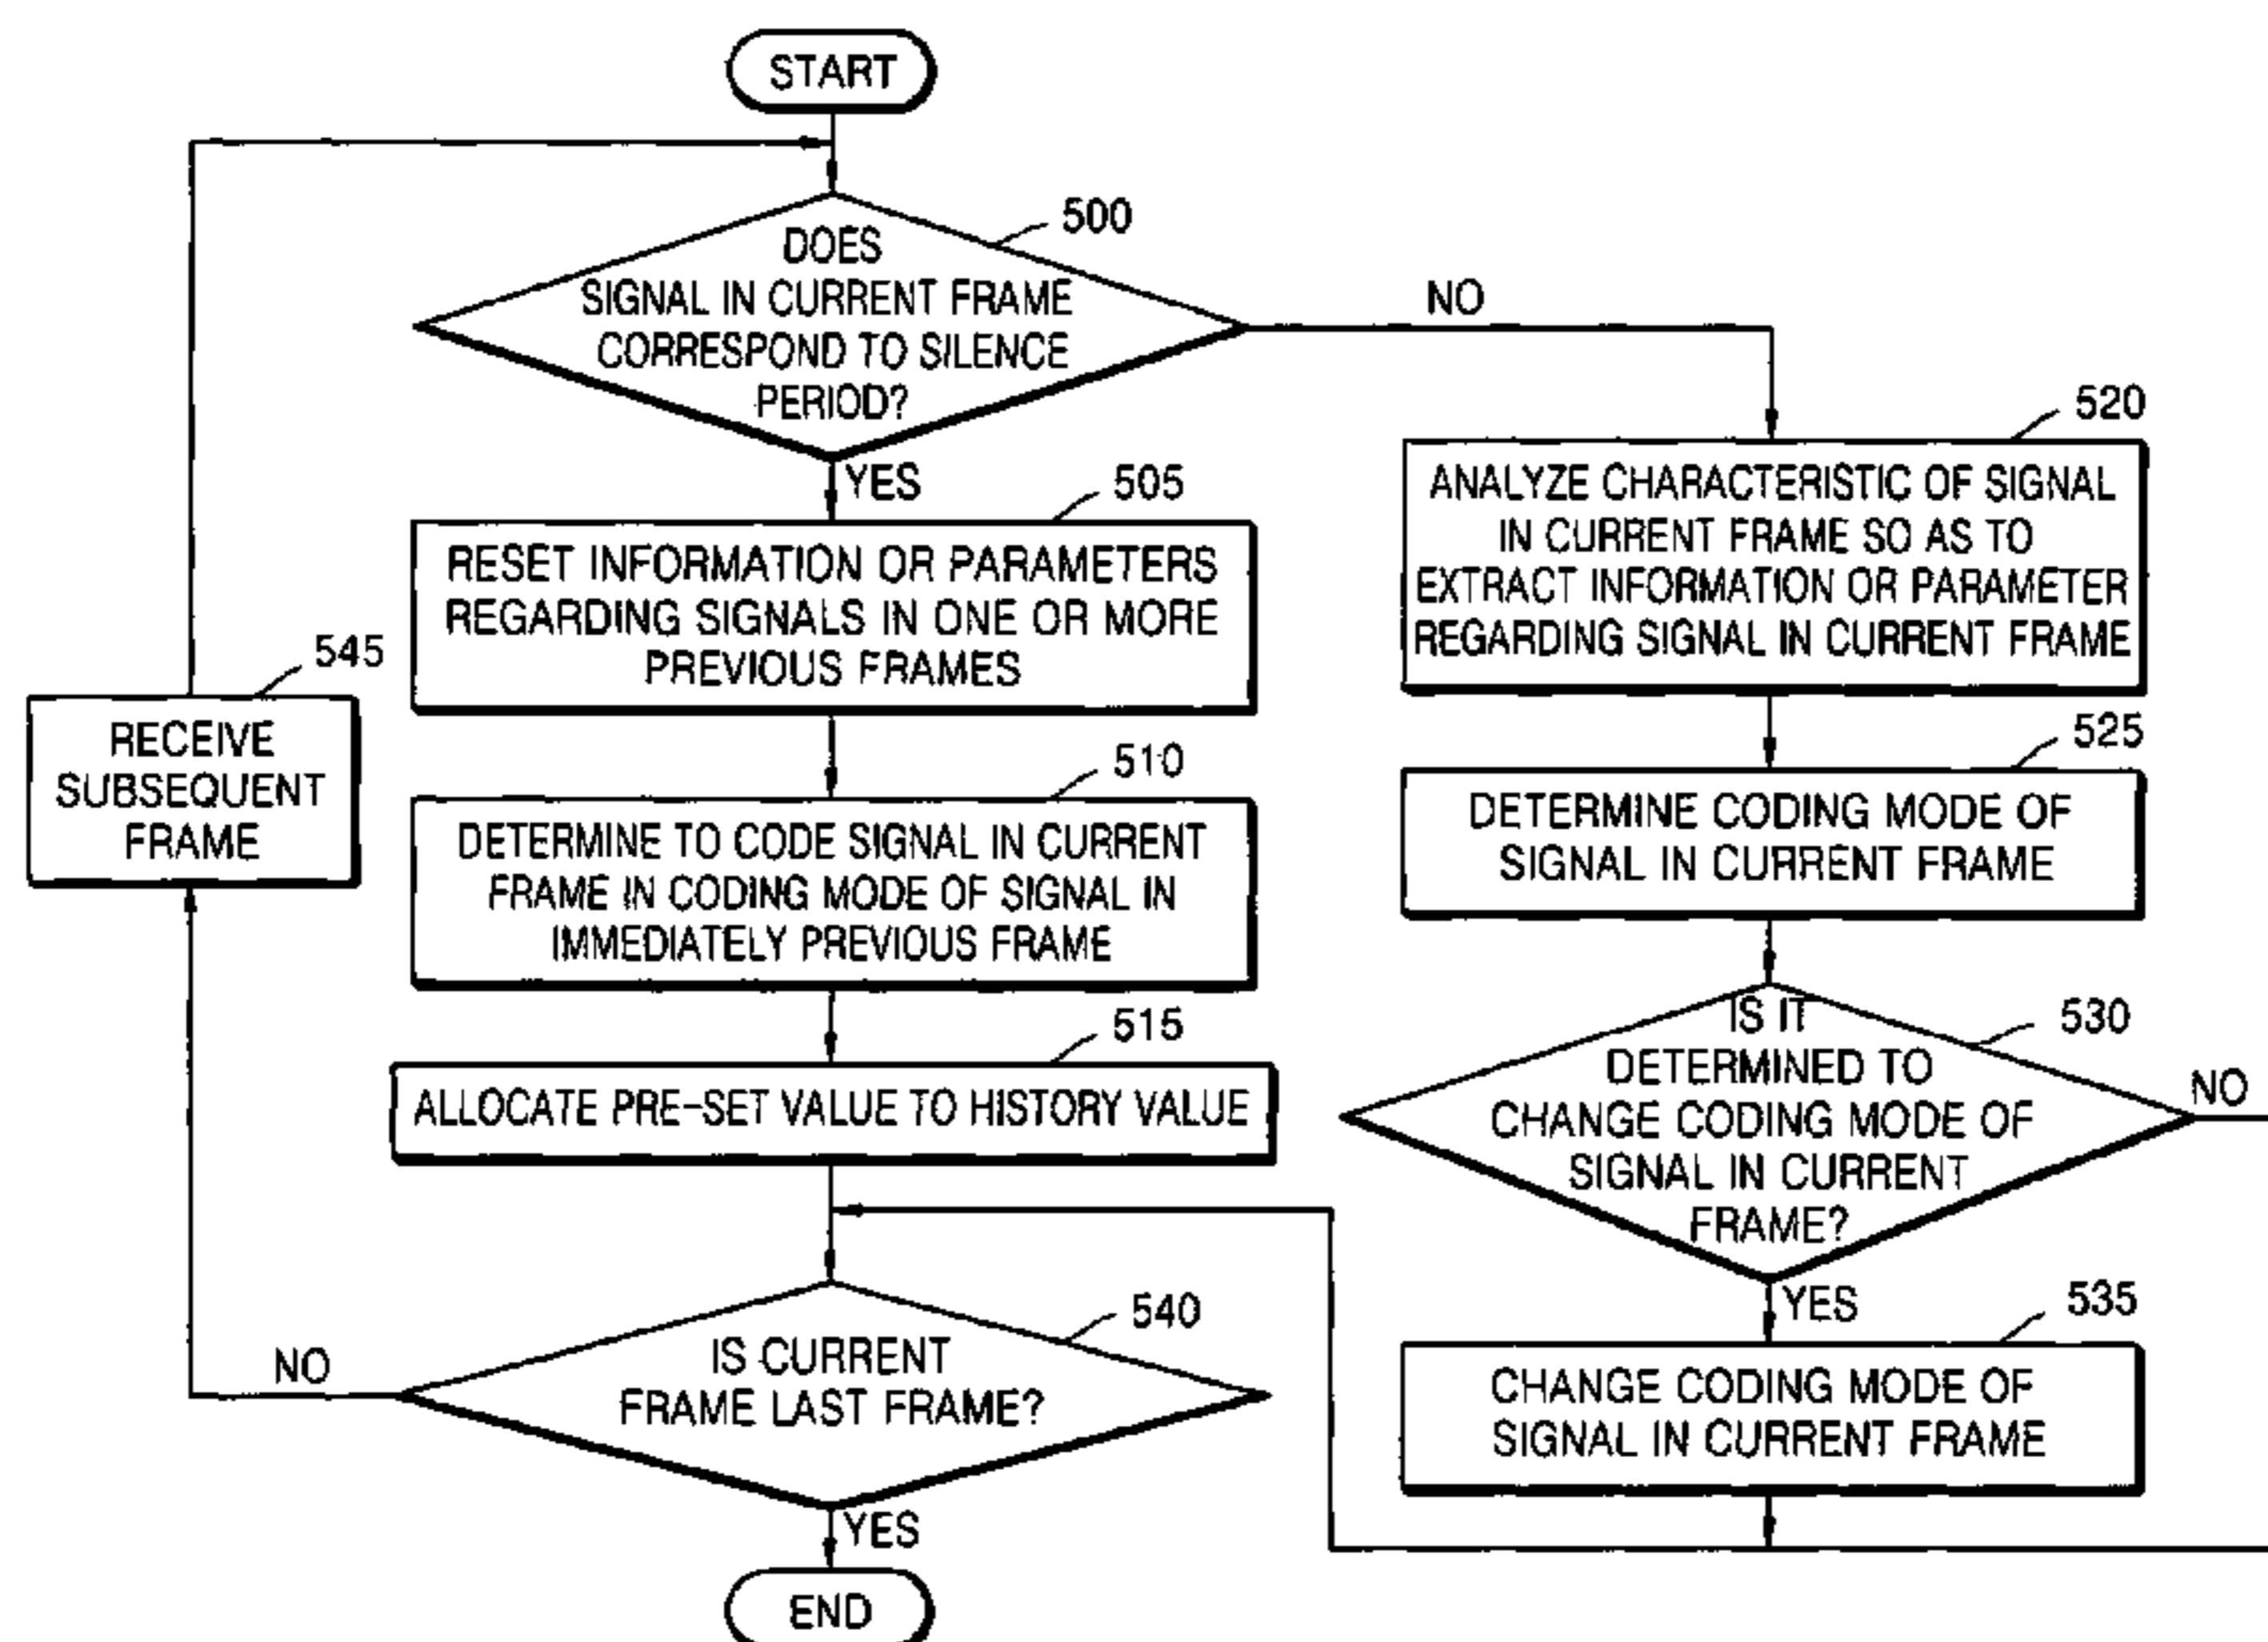 START
500
DOES
SIGNAL IN CURRENT FRAME
CORRESPOND TO SILENCE
PERIOD?
NO
YES
505
RESET INFORMATION OR PARAMETERS
REGARDING SIGNALS IN ONE OR MORE
PREVIOUS FRAMES
510
DETERMINE TO CODE SIGNAL IN CURRENT
FRAME IN CODING MODE OF SIGNAL IN
IMMEDIATELY PREVIOUS FRAME
515
ALLOCATE PRE-SET VALUE TO HISTORY VALUE
520
ANALYZE CHARACTERISTIC OF SIGNAL
IN CURRENT FRAME SO AS TO
EXTRACT INFORMATION OR PARAMETER
REGARDING SIGNAL IN CURRENT FRAME
525
DETERMINE CODING MODE OF
SIGNAL IN CURRENT FRAME
530
IS IT
DETERMINED TO
CHANGE CODING MODE OF
SIGNAL IN CURRENT
FRAME?
NO
YES
535
CHANGE CODING MODE OF
SIGNAL IN CURRENT FRAME
540
IS CURRENT
FRAME LAST FRAME?
NO
YES
545
RECEIVE
SUBSEQUENT
FRAME
END